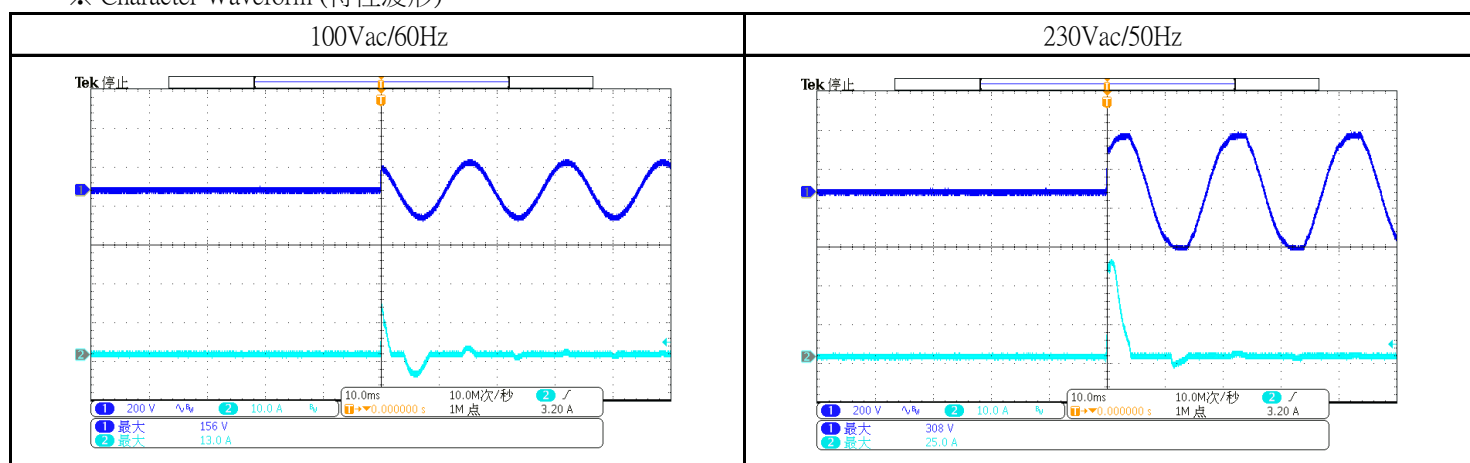 ※ Character Waveform (特性波形)
100Vac/60Hz
230Vac/50Hz
Tek 停止
T
T
1
2
10.0ms 10.0M次/秒 2
1 200 V 2 10.0 A T→▼0.000000 s 1M 点 3.20 A
1 最大 156 V
2 最大 13.0 A
Tek 停止
T
T
1
2
10.0ms 10.0M次/秒 2
1 200 V 2 10.0 A T→▼0.000000 s 1M 点 3.20 A
1 最大 308 V
2 最大 25.0 A